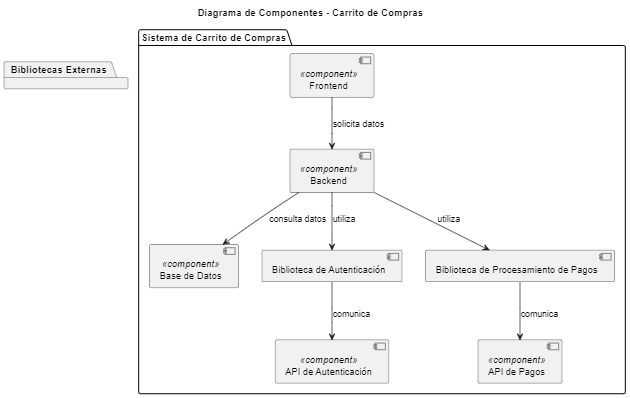 Diagrama de Componentes - Carrito de Compras
Sistema de Carrito de Compras
Bibliotecas Externas
«component»
Frontend
solicita datos
«component»
Backend
consulta datos
utiliza
utiliza
«component»
Base de Datos
Biblioteca de Autenticación
Biblioteca de Procesamiento de Pagos
comunica
comunica
«component»
API de Autenticación
«component»
API de Pagos